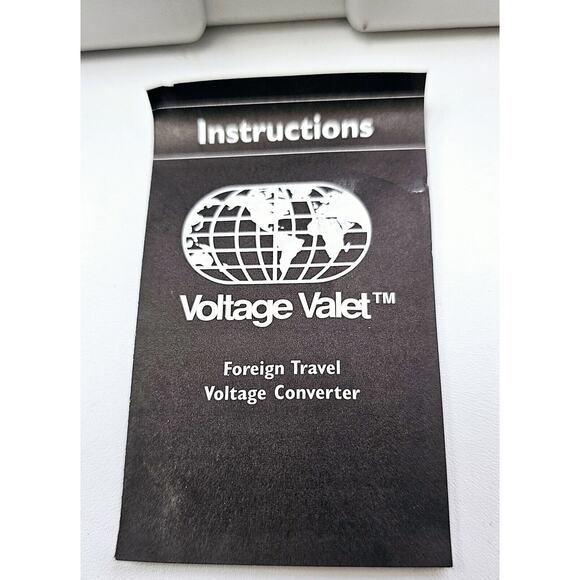 Instructions
Voltage Valet™
Foreign Travel
Voltage Converter